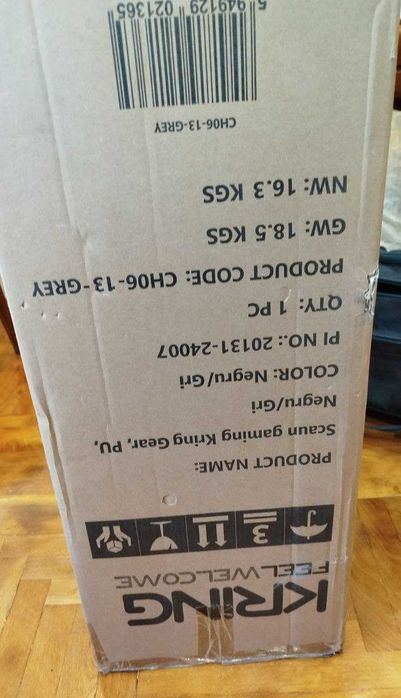 KRiNG
FEEL WELCOME
3
PRODUCT NAME:
Scaun gaming Kring Gear, PU,
Negru/Gri
COLOR: Negru/Gri
PI NO.: 20131-24007
QTY: 1 PC
PRODUCT CODE: CH06-13-GREY
GW: 18.5 KGS
NW: 16.3 KGS
CH06-13-GREY
5 949129 021365